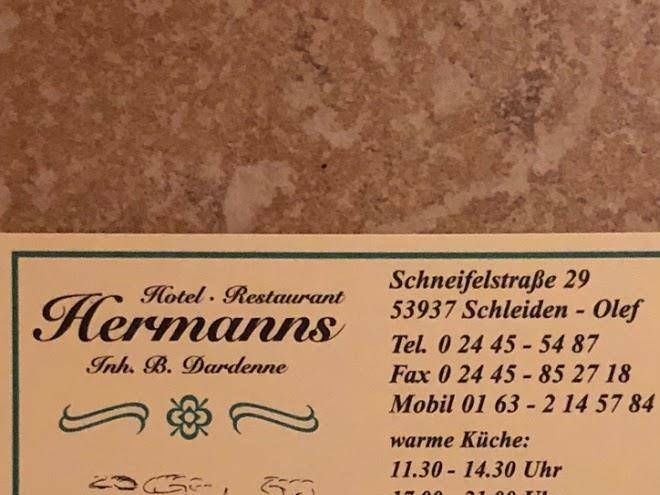 Hotel · Restaurant
Hermanns
Inh. B. Dardenne
Schneifelstraße 29
53937 Schleiden - Olef
Tel. 0 24 45 - 54 87
Fax 0 24 45 - 85 27 18
Mobil 01 63 - 2 14 57 84
warme Küche:
11.30 - 14.30 Uhr